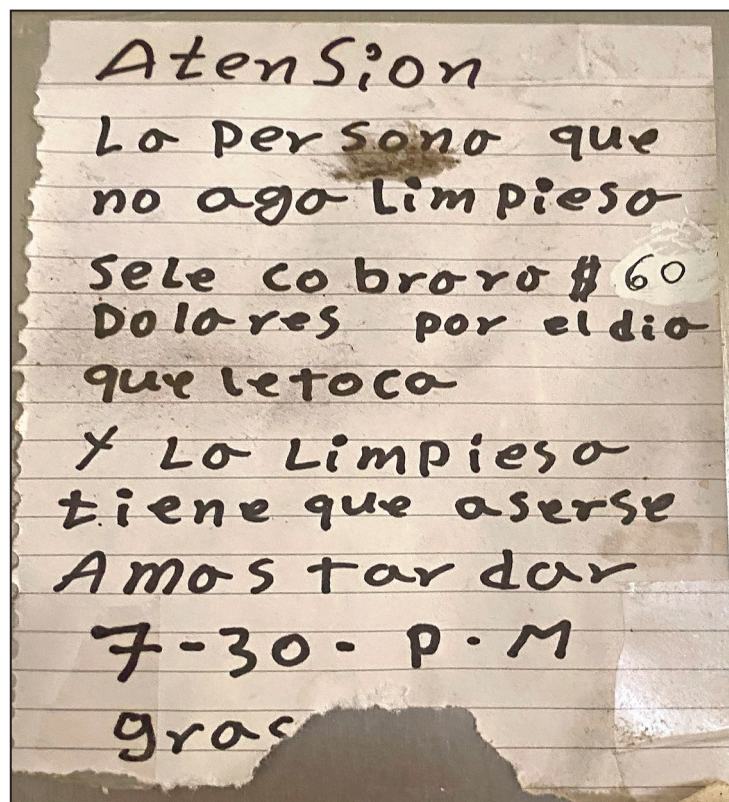 Atension
La persona que
no aga Limpiesa
sele cobrara $ 60
Dolares por el dia
que letoca
Y La Limpiesa
tiene que aserse
Amas tardar
7-30- P.M
grac